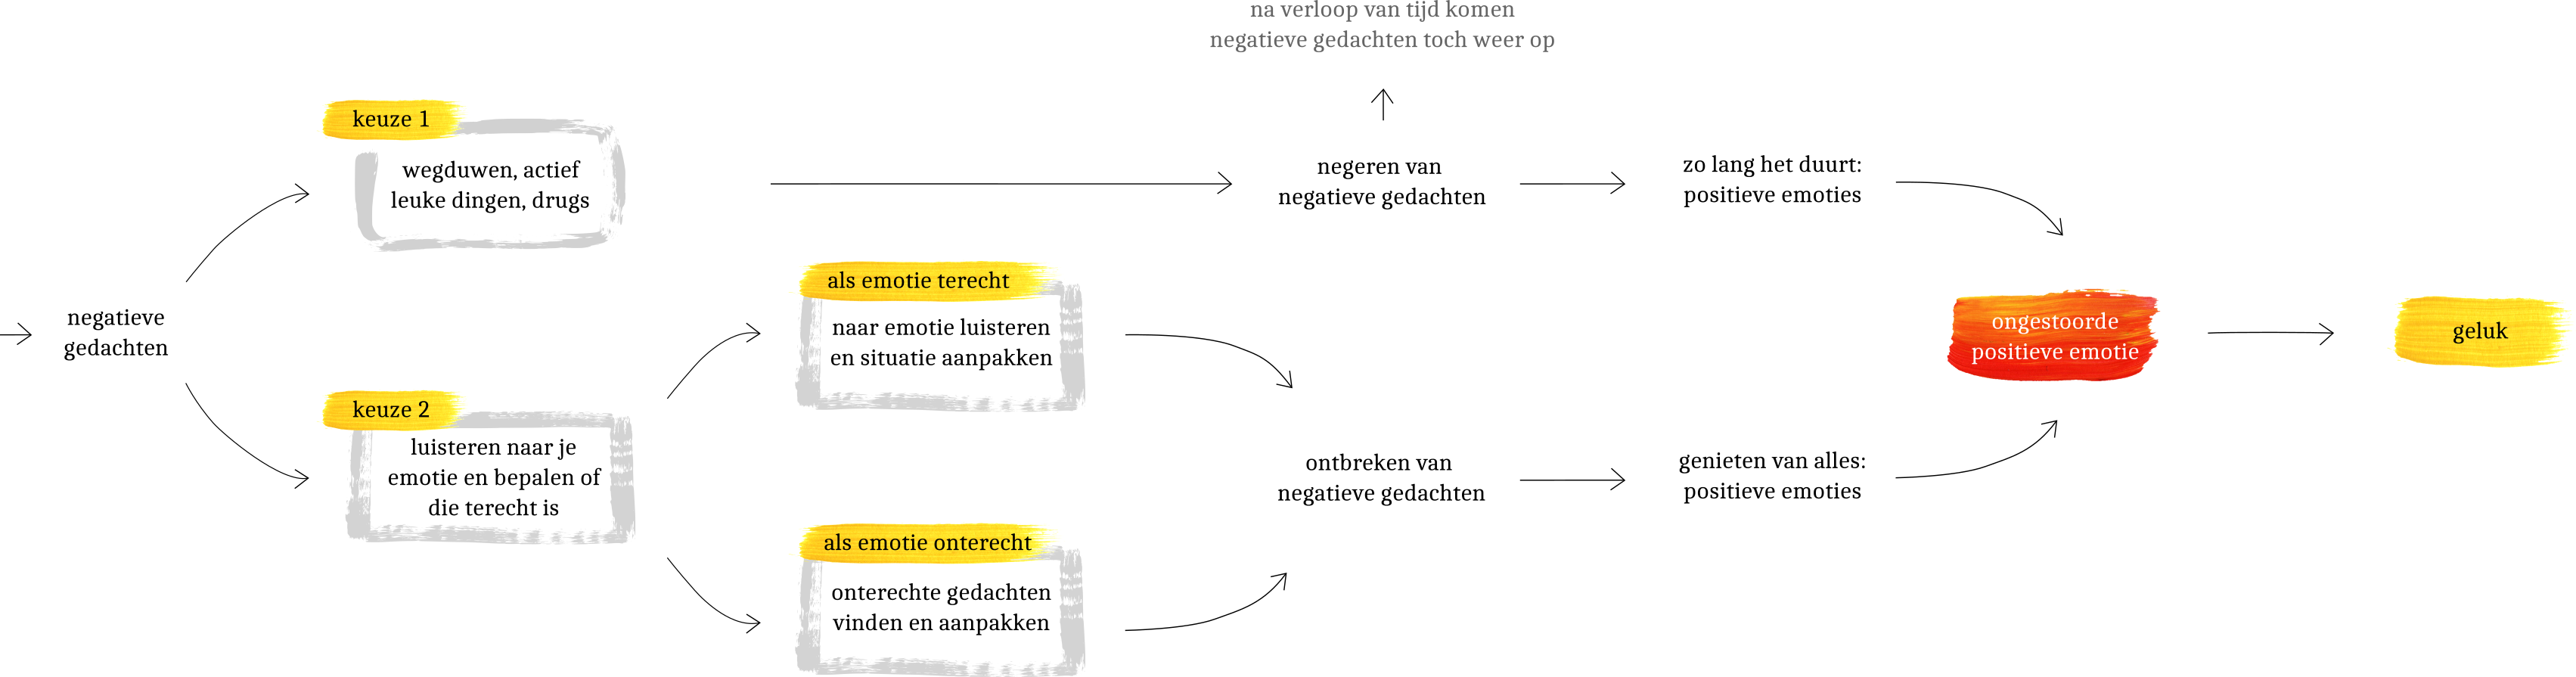 na verloop van tijd komen
negatieve gedachten toch weer op
keuze 1
wegduwen, actief
leuke dingen, drugs
negeren van
negatieve gedachten
zo lang het duurt:
positieve emoties
als emotie terecht
naar emotie luisteren
en situatie aanpakken
negatieve
gedachten
ongestoorde
positieve emotie
geluk
keuze 2
luisteren naar je
emotie en bepalen of
die terecht is
ontbreken van
negatieve gedachten
genieten van alles:
positieve emoties
als emotie onterecht
onterechte gedachten
vinden en aanpakken